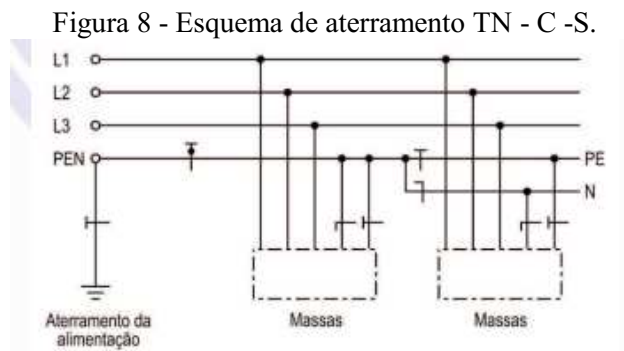 Figura 8 - Esquema de aterramento TN - C -S.
L1
L2
L3
PEN
PE
N
Aterramento da
alimentação
Massas
Massas